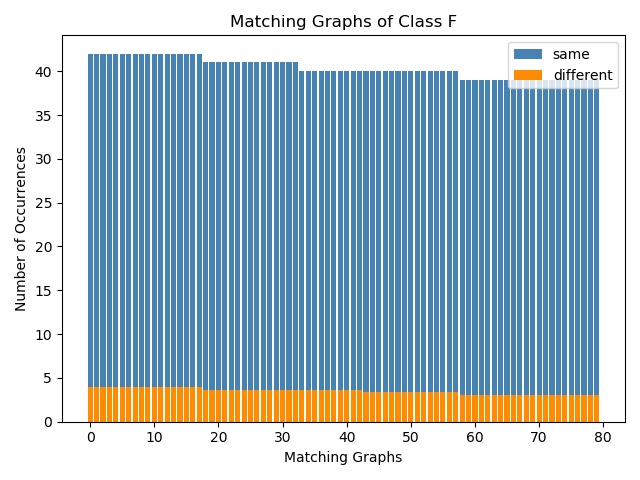 Matching Graphs of Class F
same
different
Number of Occurrences
40
35
30
25
20
15
10
5
0
0 10 20 30 40 50 60 70 80
Matching Graphs